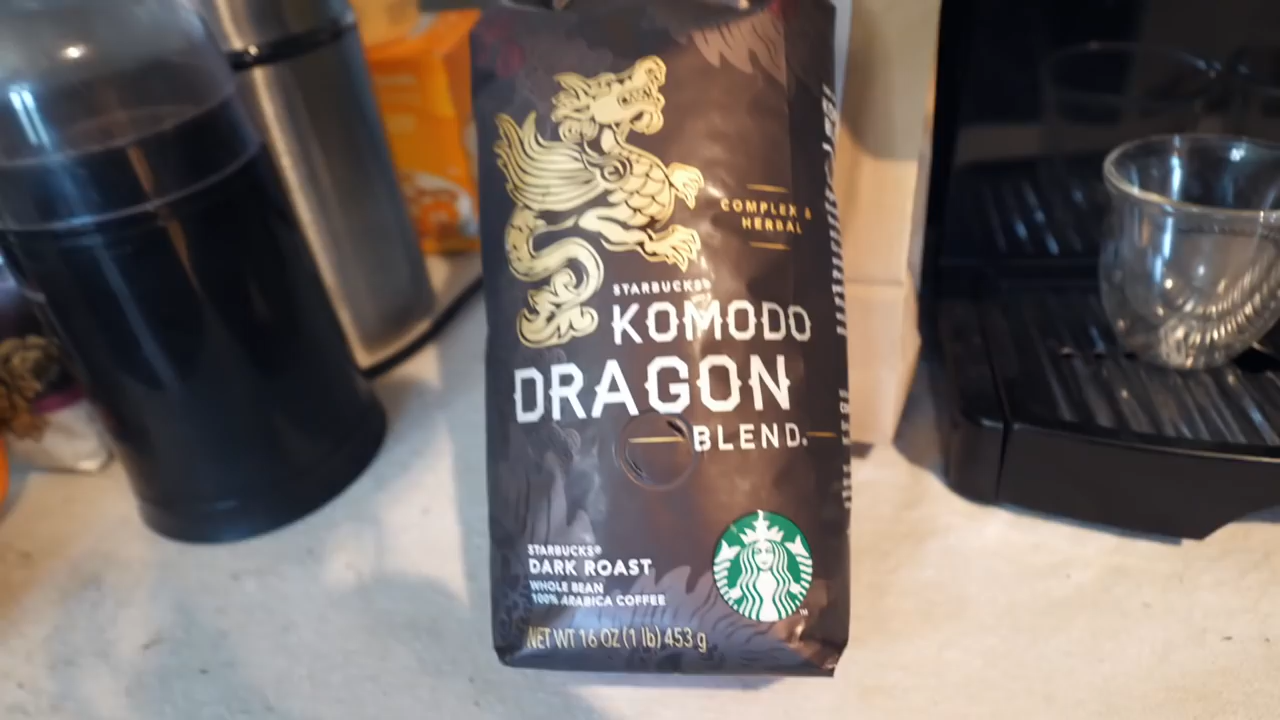 COMPLEX &
HERBAL
STARBUCKS®
KOMODO
DRAGON
BLEND®
STARBUCKS®
DARK ROAST
WHOLE BEAN
100% ARABICA COFFEE
TM
NET WT 16 OZ (1 lb) 453 g